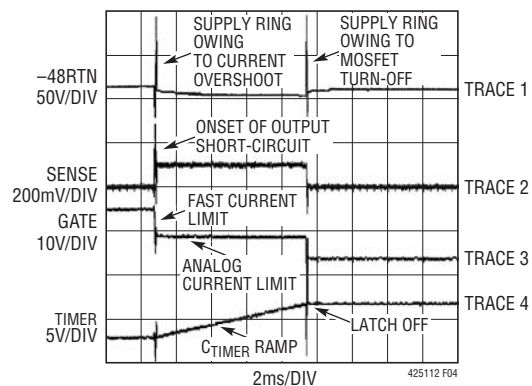 SUPPLY RING
OWING
TO CURRENT
OVERSHOOT
SUPPLY RING
OWING TO
MOSFET
TURN-OFF
–48RTN
50V/DIV
TRACE 1
ONSET OF OUTPUT
SHORT-CIRCUIT
SENSE
200mV/DIV
TRACE 2
GATE
10V/DIV
FAST CURRENT
LIMIT
TRACE 3
ANALOG
CURRENT LIMIT
TRACE 4
TIMER
5V/DIV
LATCH OFF
CTIMER RAMP
2ms/DIV
425112 F04